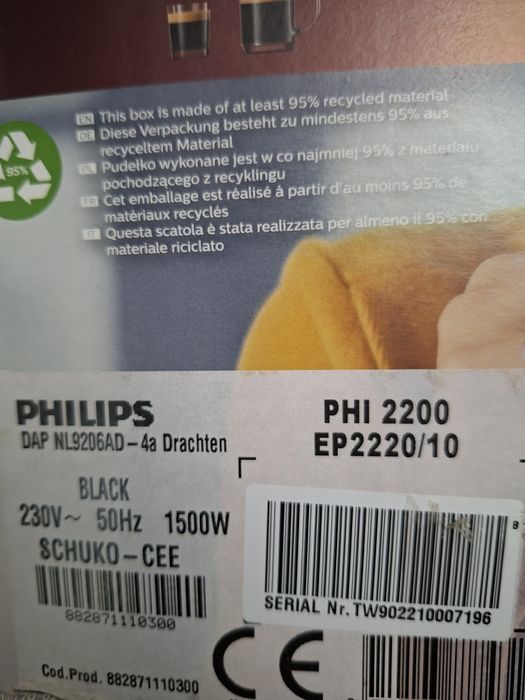 EN This box is made of at least 95% recycled material
DE Diese Verpackung besteht zu mindestens 95% aus
recyceltem Material
PL Pudełko wykonane jest w co najmniej 95% z materiału
pochodzącego z recyklingu
FR Cet emballage est réalisé à partir d'au moins 95% de
matériaux recyclés
IT Questa scatola è stata realizzata per almeno il 95% con
materiale riciclato
95%
PHILIPS
DAP NL9206AD-4a Drachten
PHI 2200
EP2220/10
BLACK
230V~ 50Hz 1500W
SCHUKO-CEE
882871110300
SERIAL Nr. TW902210007196
B
CE
Cod.Prod. 882871110300